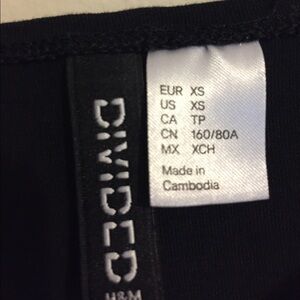 DIVIDED
H&M
EUR XS
US XS
CA TP
CN 160/80A
MX XCH
Made in
Cambodia